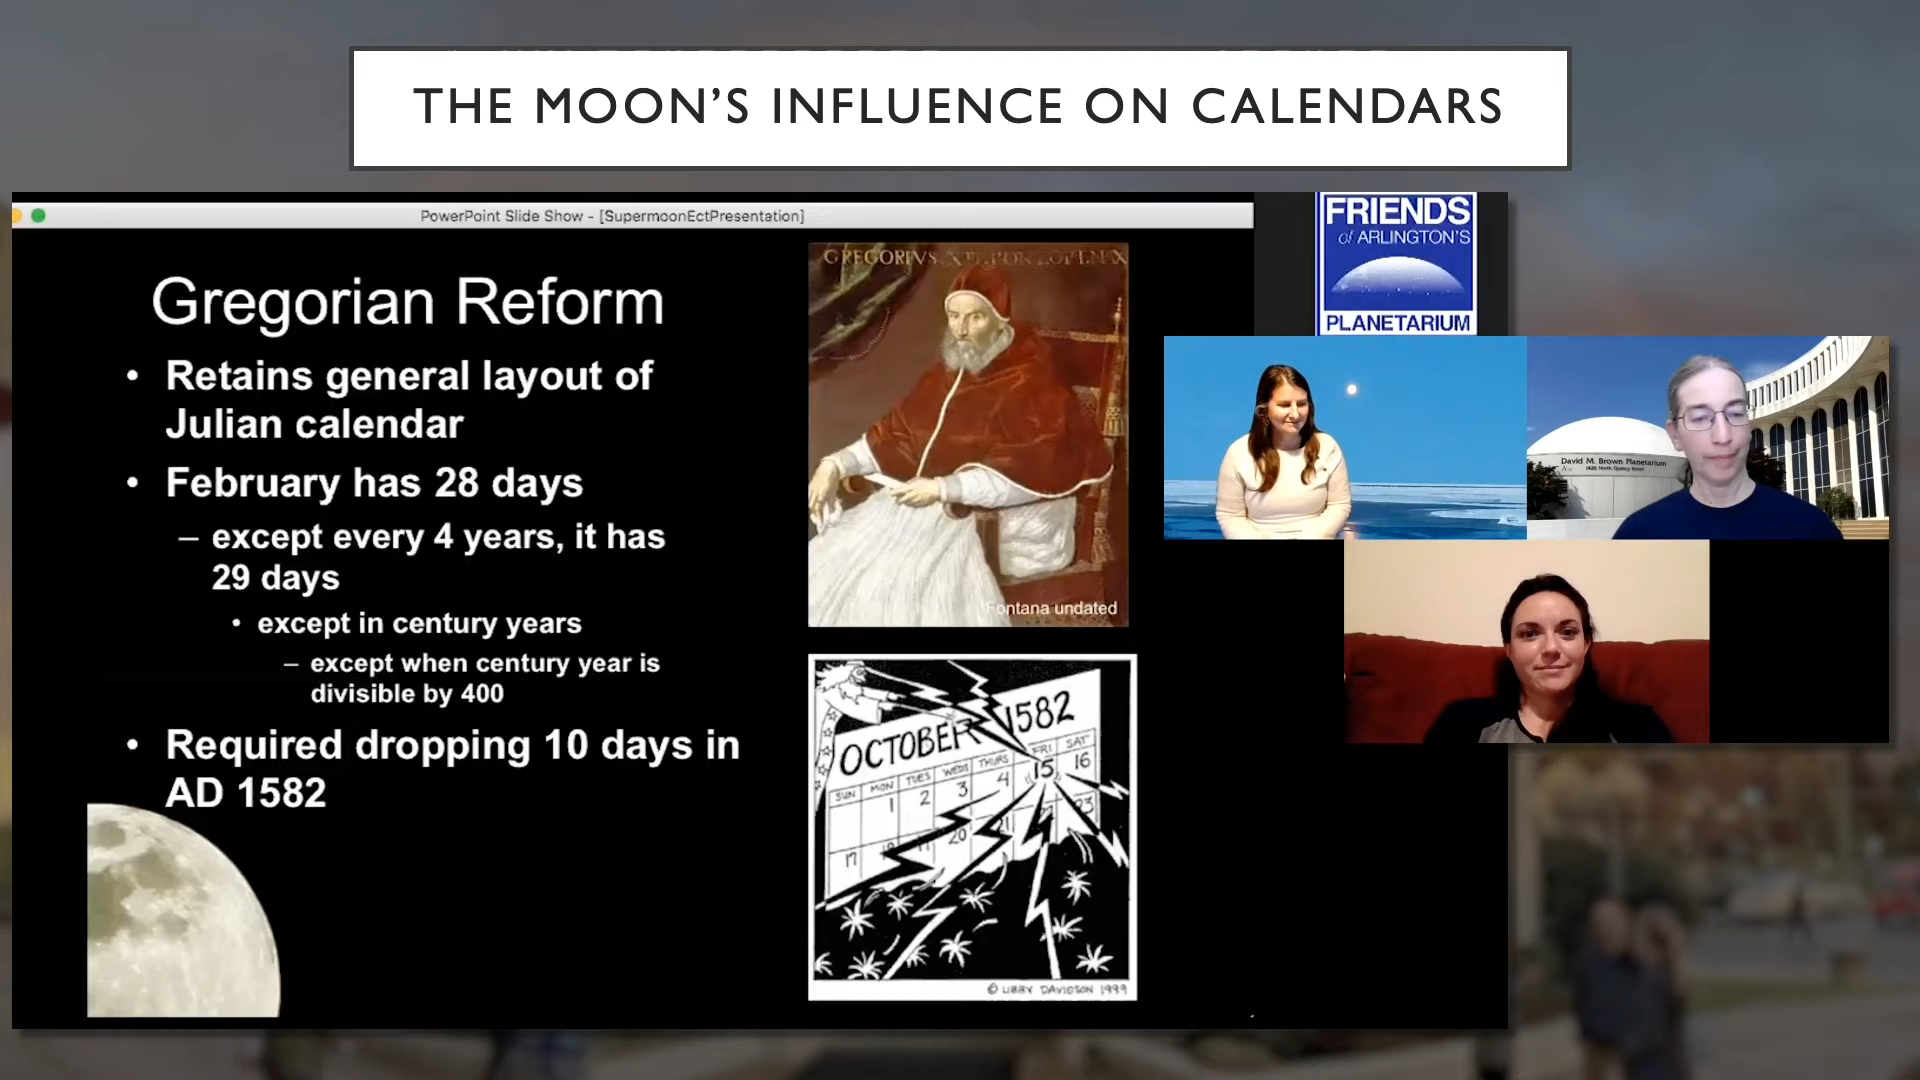 THE MOON'S INFLUENCE ON CALENDARS
PowerPoint Slide Show - [SupermoonEctPresentation]
Gregorian Reform
• Retains general layout of
Julian calendar
• February has 28 days
– except every 4 years, it has
29 days
• except in century years
– except when century year is
divisible by 400
• Required dropping 10 days in
AD 1582
GREGORIVS
Fontana undated
OCTOBER 1582
SUN MON TUES WEDS THURS FRI SAT
1 2 3 4 15 16
17 20 21 23
© LIBBY DAVIDSON 1999
FRIENDS
of ARLINGTON'S
PLANETARIUM
David M. Brown Planetarium
1426 North Quincy Street